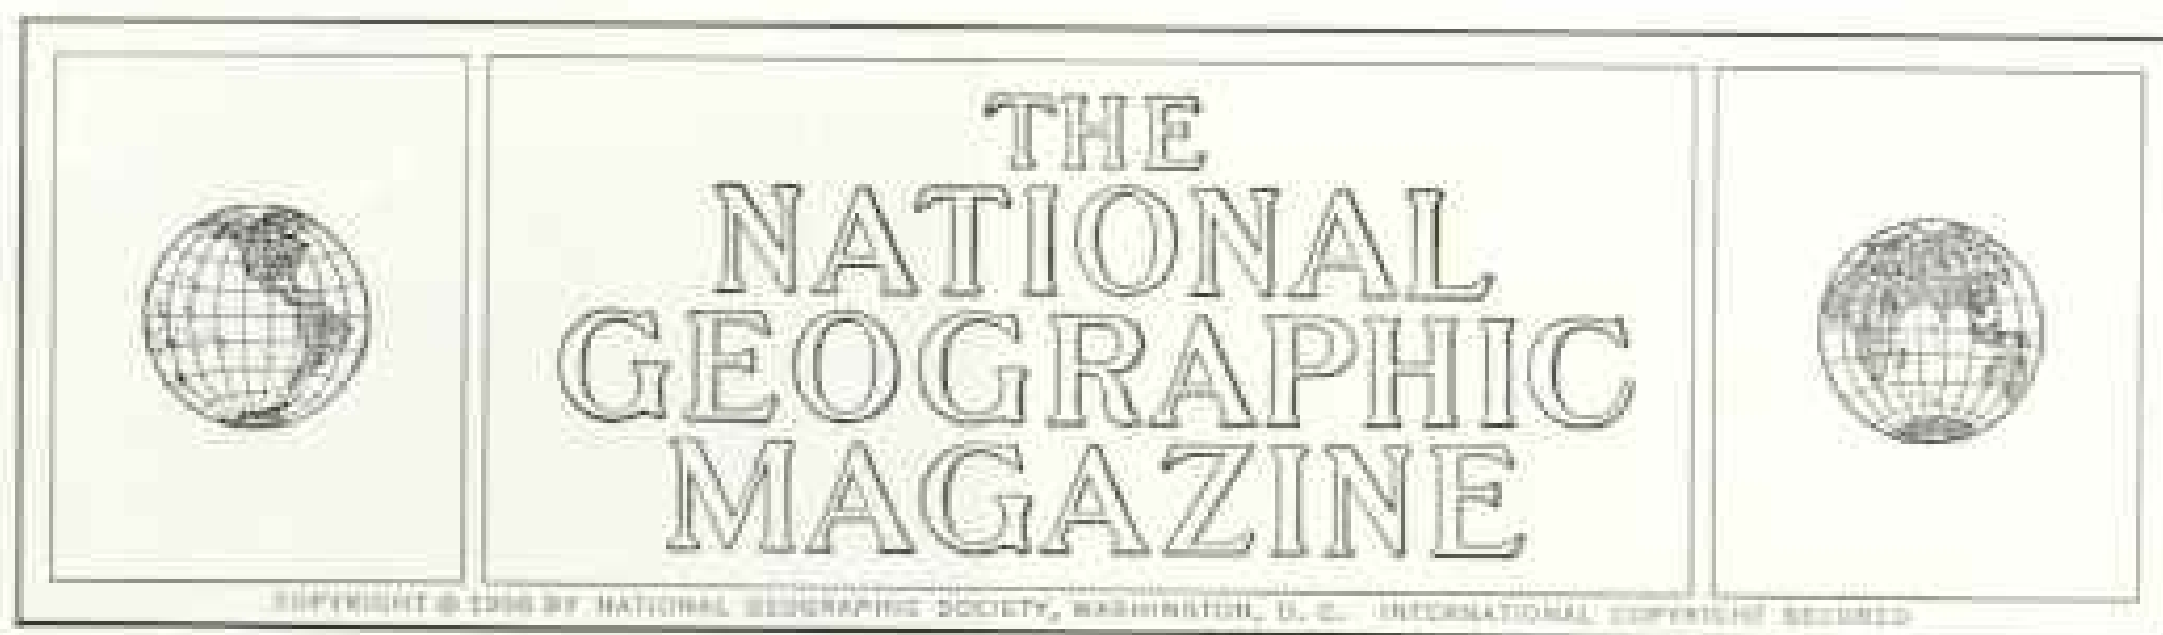 THE
NATIONAL
GEOGRAPHIC
MAGAZINE
COPYRIGHT © BY NATIONAL GEOGRAPHIC SOCIETY, WASHINGTON, D. C. INTERNATIONAL COPYRIGHT SECURED